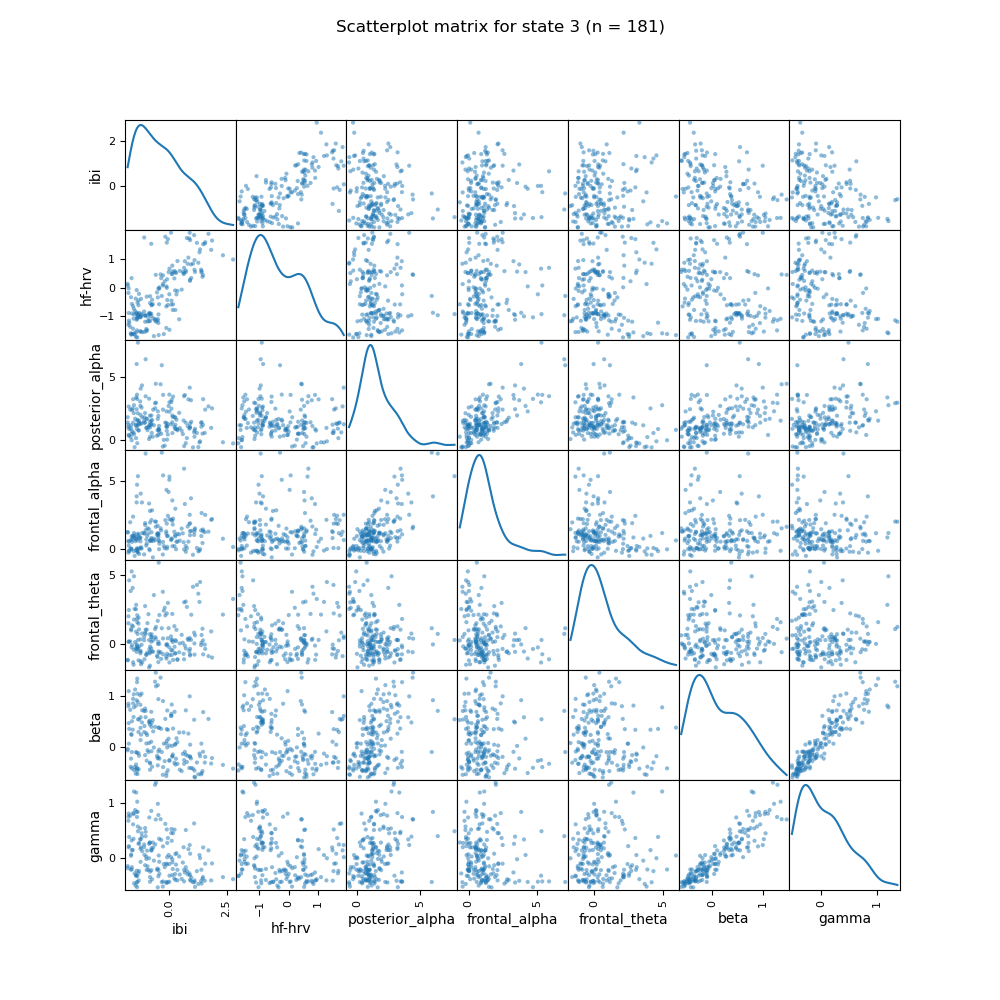 Scatterplot matrix for state 3 (n = 181)
2
0
ibi
1
0
−1
hf-hrv
5
0
posterior_alpha
5
0
frontal_alpha
5
0
frontal_theta
1
0
beta
1
0
gamma
0.0
2.5
−1
0
1
0
5
0
5
0
5
0
1
0
1
ibi
hf-hrv
posterior_alpha
frontal_alpha
frontal_theta
beta
gamma